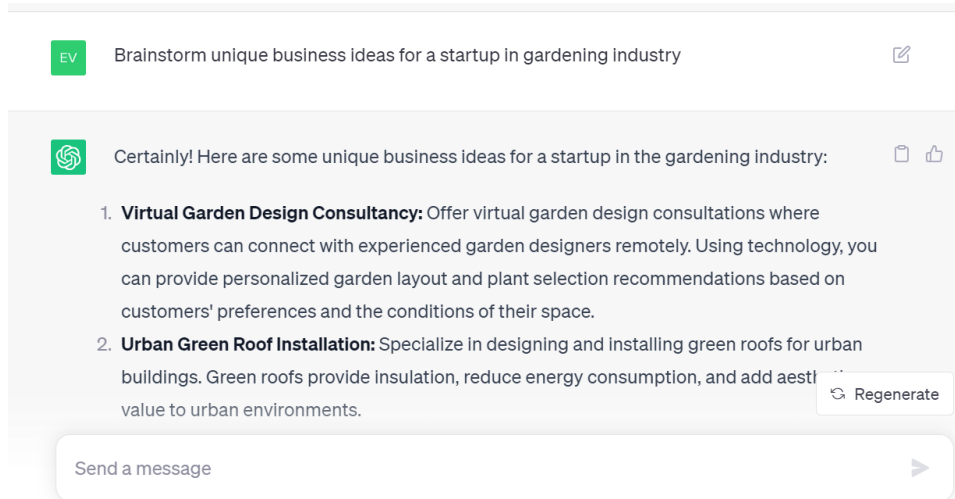 EV
Brainstorm unique business ideas for a startup in gardening industry
Certainly! Here are some unique business ideas for a startup in the gardening industry:
1. Virtual Garden Design Consultancy: Offer virtual garden design consultations where
customers can connect with experienced garden designers remotely. Using technology, you
can provide personalized garden layout and plant selection recommendations based on
customers' preferences and the conditions of their space.
2. Urban Green Roof Installation: Specialize in designing and installing green roofs for urban
buildings. Green roofs provide insulation, reduce energy consumption, and add
value to urban environments.
Regenerate
Send a message